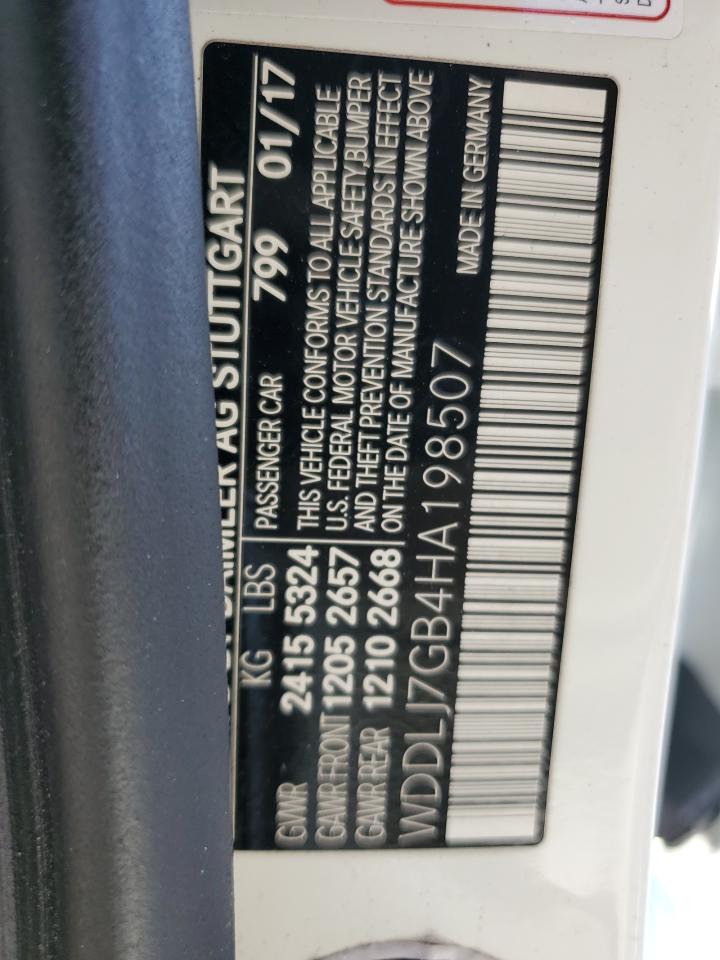 DAIMLER AG STUTTGART
PASSENGER CAR 799 01/17
KG LBS
GVWR 2415 5324
GAWR FRONT 1205 2657
GAWR REAR 1210 2668
THIS VEHICLE CONFORMS TO ALL APPLICABLE
U.S. FEDERAL MOTOR VEHICLE SAFETY, BUMPER
AND THEFT PREVENTION STANDARDS IN EFFECT
ON THE DATE OF MANUFACTURE SHOWN ABOVE
WDDLJ7GB4HA198507
MADE IN GERMANY